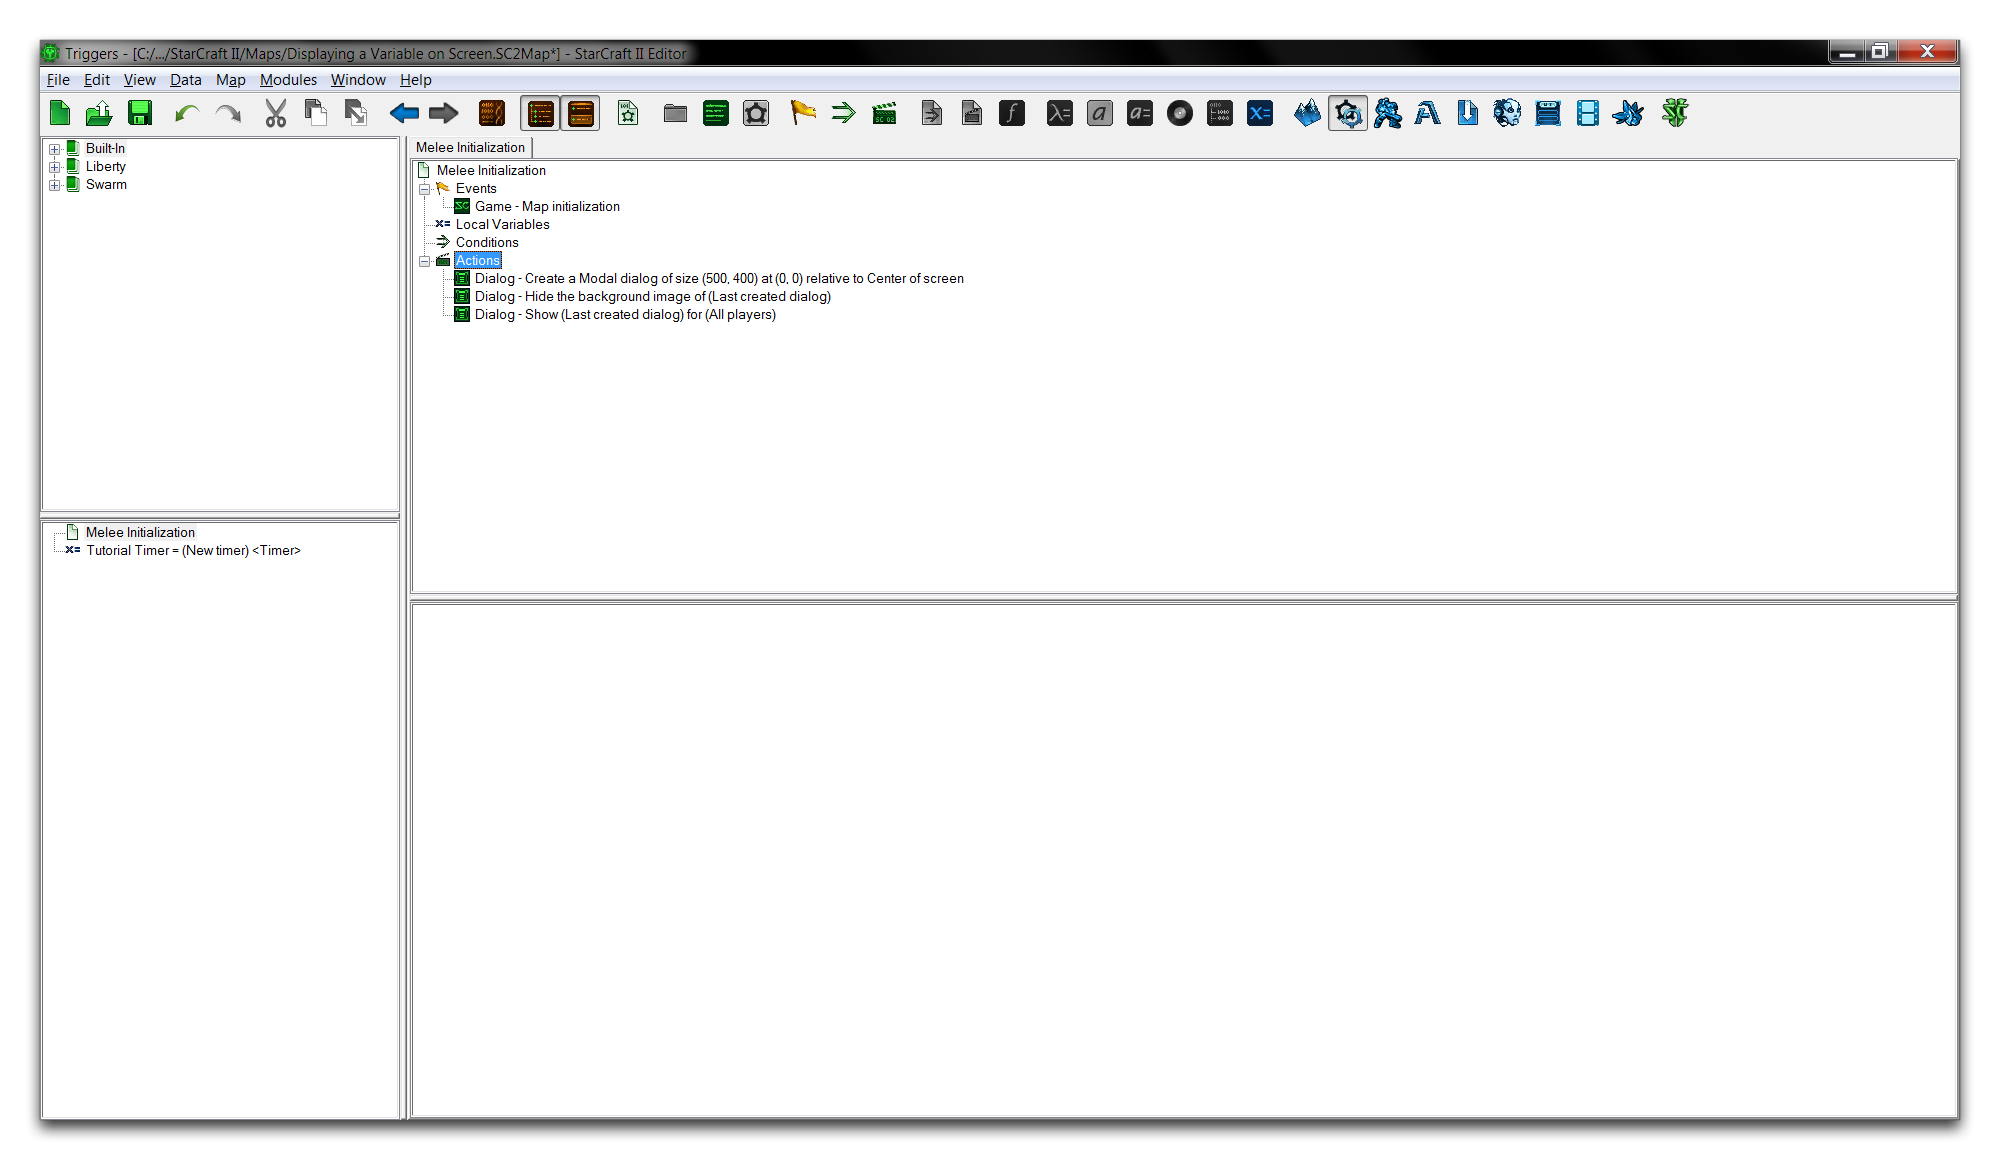 Triggers - [C:/.../StarCraft II/Maps/Displaying a Variable on Screen.SC2Map*] - StarCraft II Editor
File Edit View Data Map Modules Window Help
Built-In
Liberty
Swarm
Melee Initialization
Tutorial Timer = (New timer) <Timer>
Melee Initialization
Melee Initialization
Events
Game - Map initialization
Local Variables
Conditions
Actions
Dialog - Create a Modal dialog of size (500, 400) at (0, 0) relative to Center of screen
Dialog - Hide the background image of (Last created dialog)
Dialog - Show (Last created dialog) for (All players)